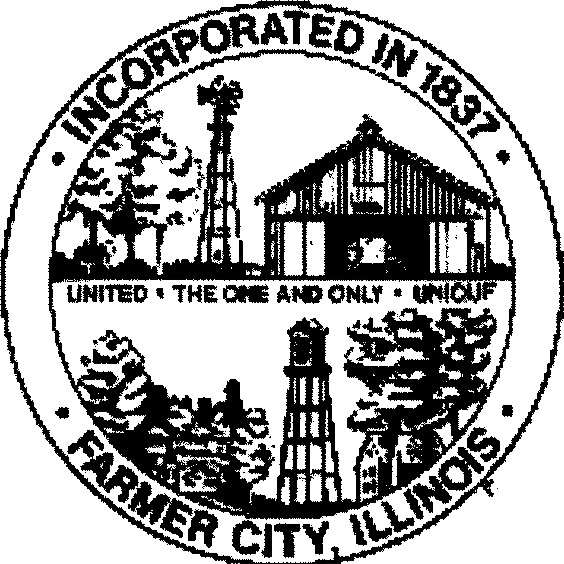 INCORPORATED IN 1837
UNITED • THE ONE AND ONLY • UNIQUE
FARMER CITY, ILLINOIS